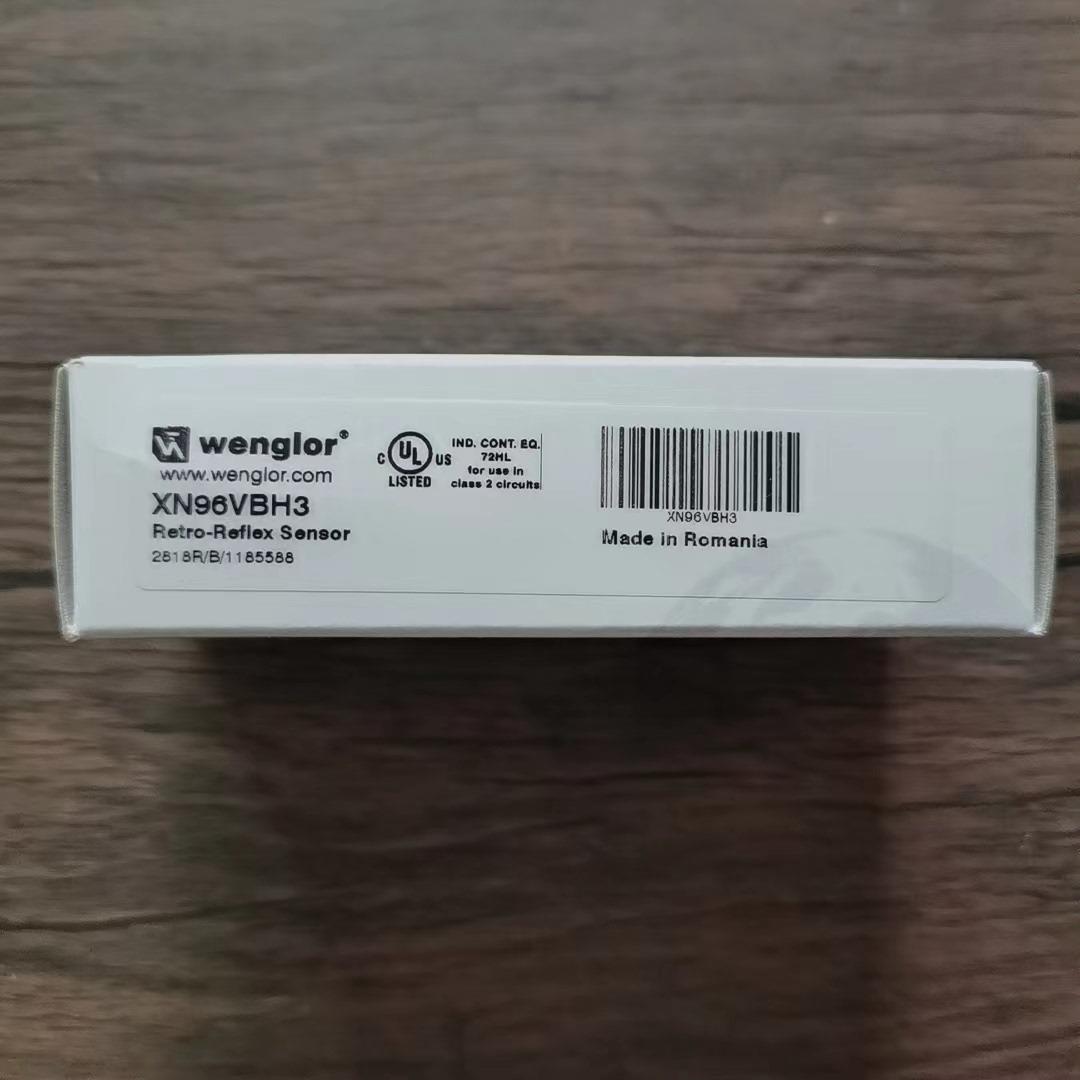 wenglor®
www.wenglor.com
XN96VBH3
Retro-Reflex Sensor
2818R/B/1185588
C UL US
LISTED
IND. CONT. EQ.
72HL
for use in
class 2 circuits
XN96VBH3
Made in Romania